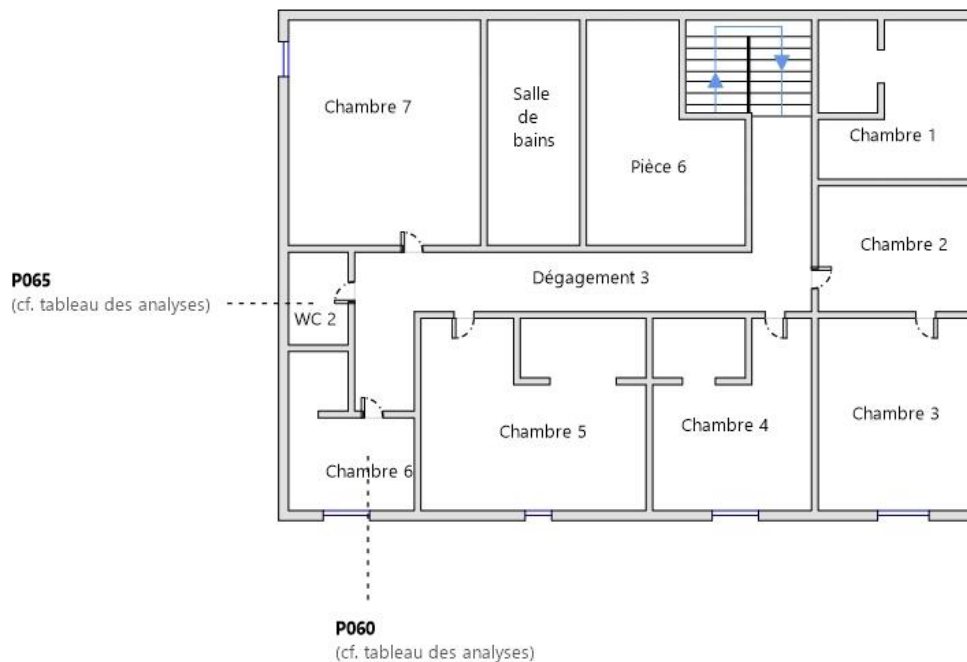 Chambre 7
Salle
de
bains
Pièce 6
Chambre 1
Chambre 2
Dégagement 3
P065
(cf. tableau des analyses)
WC 2
Chambre 3
Chambre 4
Chambre 5
Chambre 6
P060
(cf. tableau des analyses)